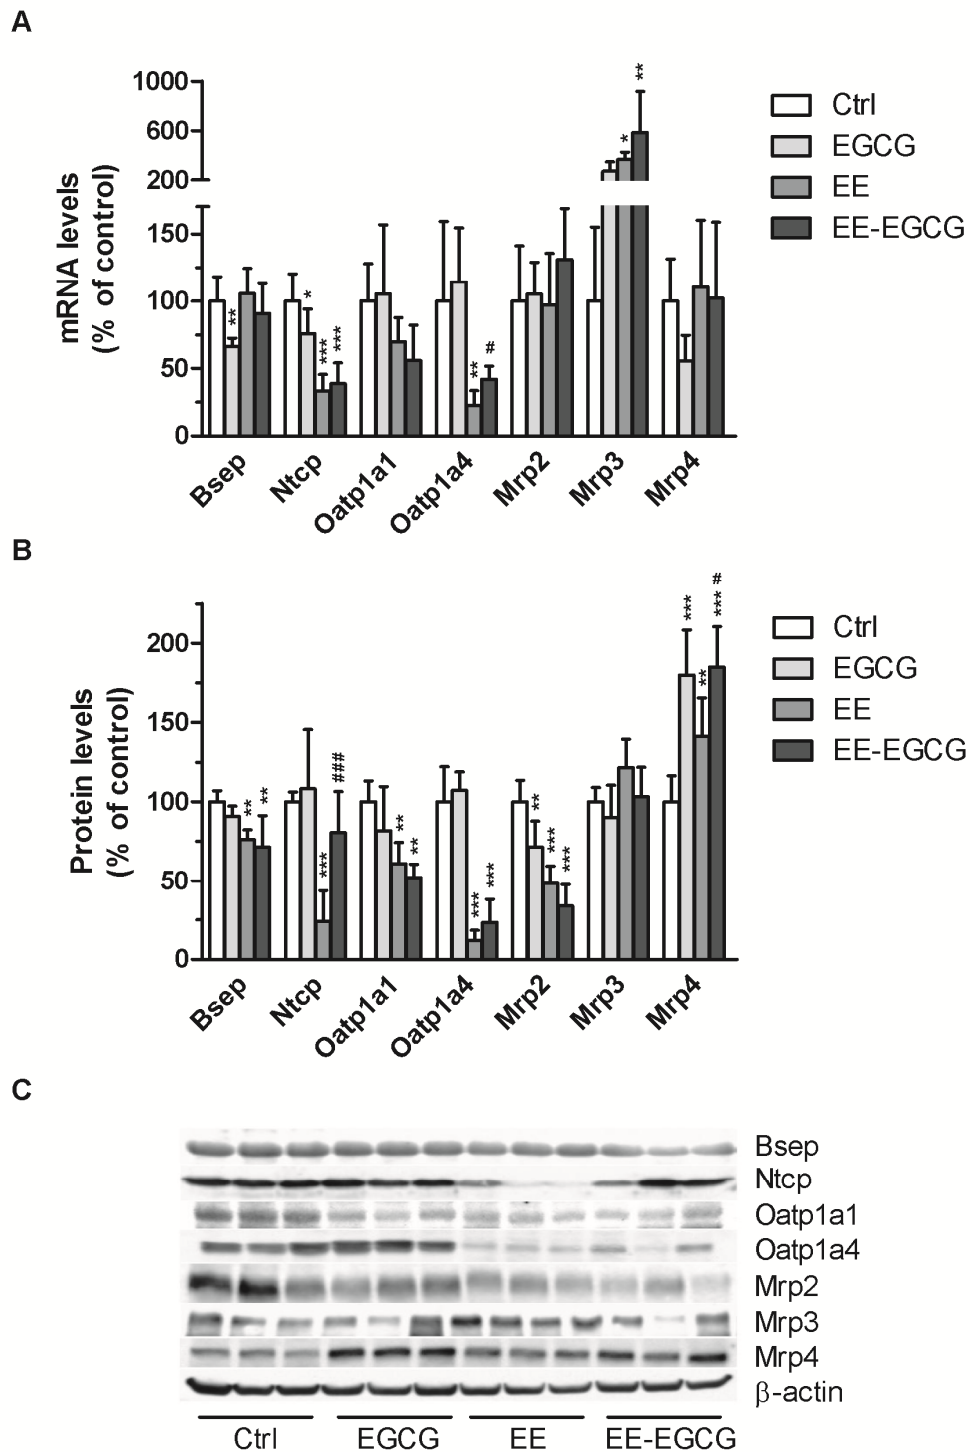 A
mRNA levels
(% of control)
1000
600
200
150
100
50
0
**
*
***
***
**
#
*
**
Ctrl
EGCG
EE
EE-EGCG
Bsep
Ntcp
Oatp1a1
Oatp1a4
Mrp2
Mrp3
Mrp4
B
Protein levels
(% of control)
200
150
100
50
0
**
**
***
###
**
**
***
***
**
***
***
***
**
*** #
Ctrl
EGCG
EE
EE-EGCG
Bsep
Ntcp
Oatp1a1
Oatp1a4
Mrp2
Mrp3
Mrp4
C
Bsep
Ntcp
Oatp1a1
Oatp1a4
Mrp2
Mrp3
Mrp4
β-actin
Ctrl
EGCG
EE
EE-EGCG